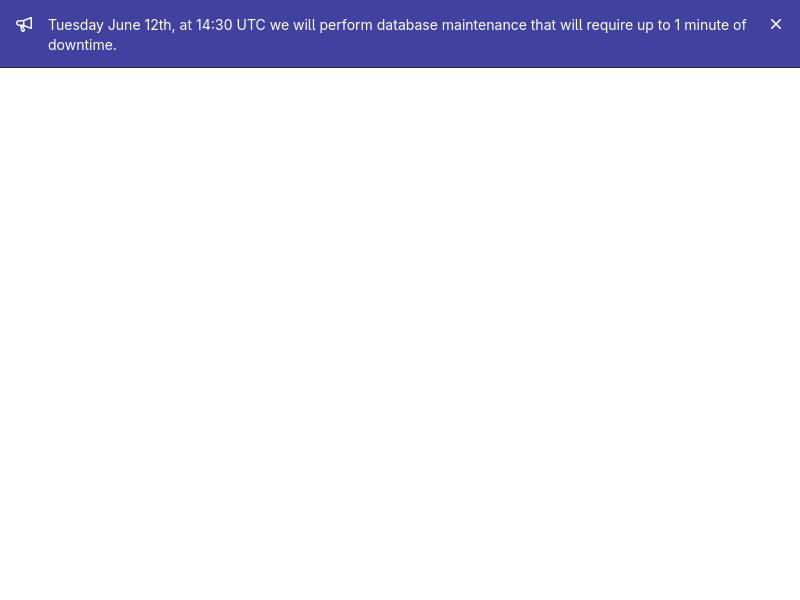 Tuesday June 12th, at 14:30 UTC we will perform database maintenance that will require up to 1 minute of
downtime.